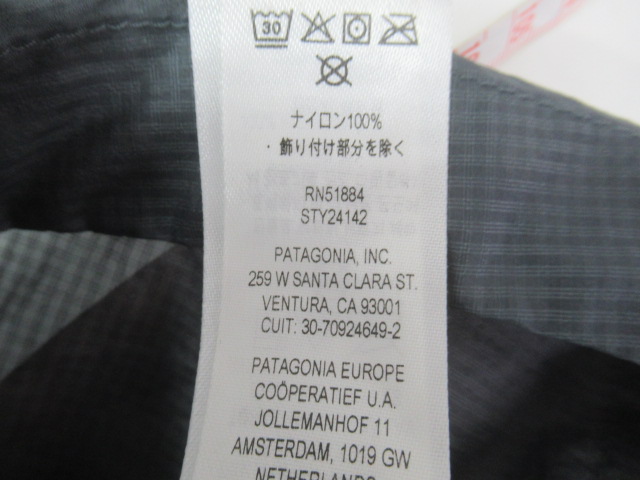 30
ナイロン100%
・飾り付け部分を除く
RN51884
STY24142
PATAGONIA, INC.
259 W SANTA CLARA ST.
VENTURA, CA 93001
CUIT: 30-70924649-2
PATAGONIA EUROPE
COÖPERATIEF U.A.
JOLLEMANHOF 11
AMSTERDAM, 1019 GW
NETHERLANDS